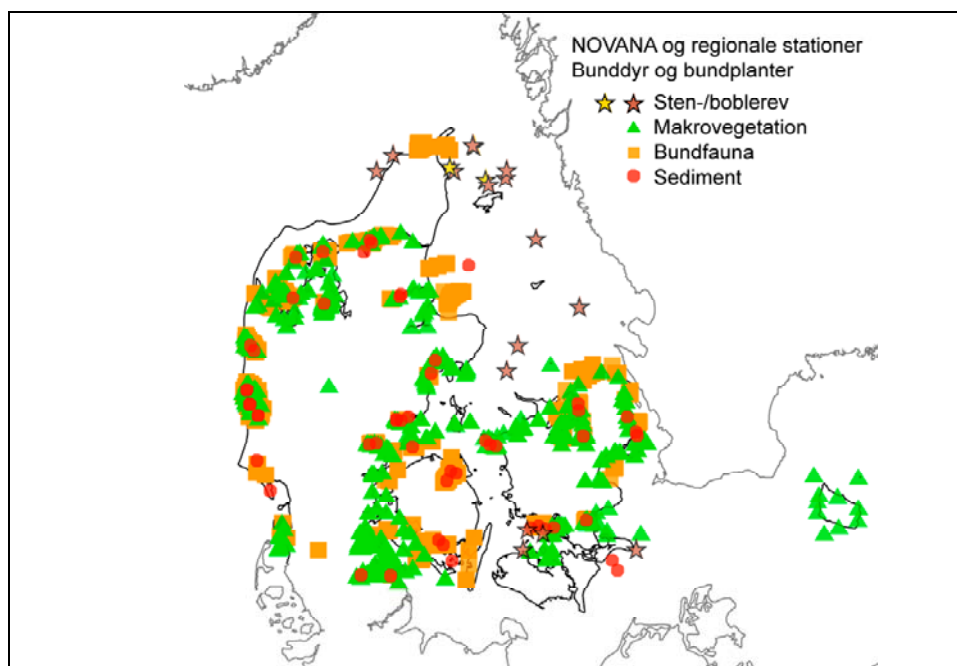 NOVANA og regionale stationer
Bunddyr og bundplanter
Sten-/boblerev
Makrovegetation
Bundfauna
Sediment